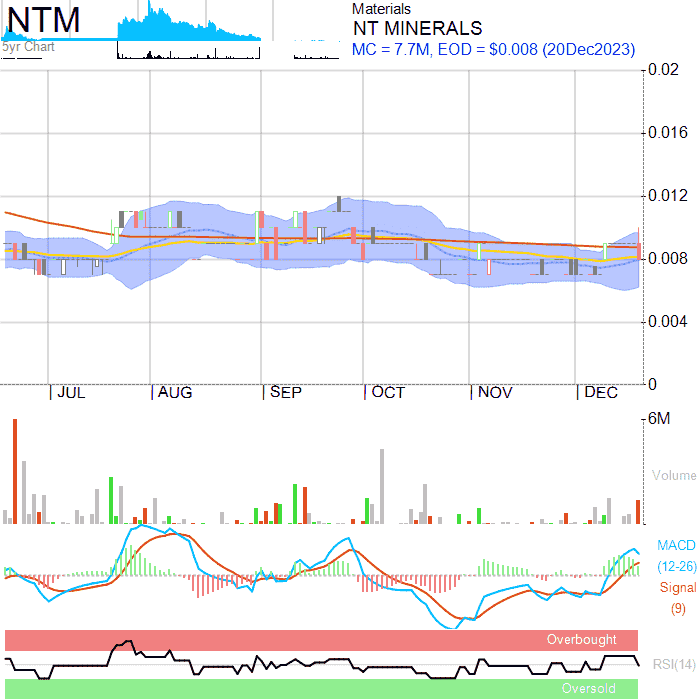 NTM
5yr Chart
Materials
NT MINERALS
MC = 7.7M, EOD = $0.008 (20Dec2023)
0.02
0.016
0.012
0.008
0.004
0
JUL AUG SEP OCT NOV DEC
6M
Volume
MACD
(12-26)
Signal
(9)
Overbought
RSI(14)
Oversold